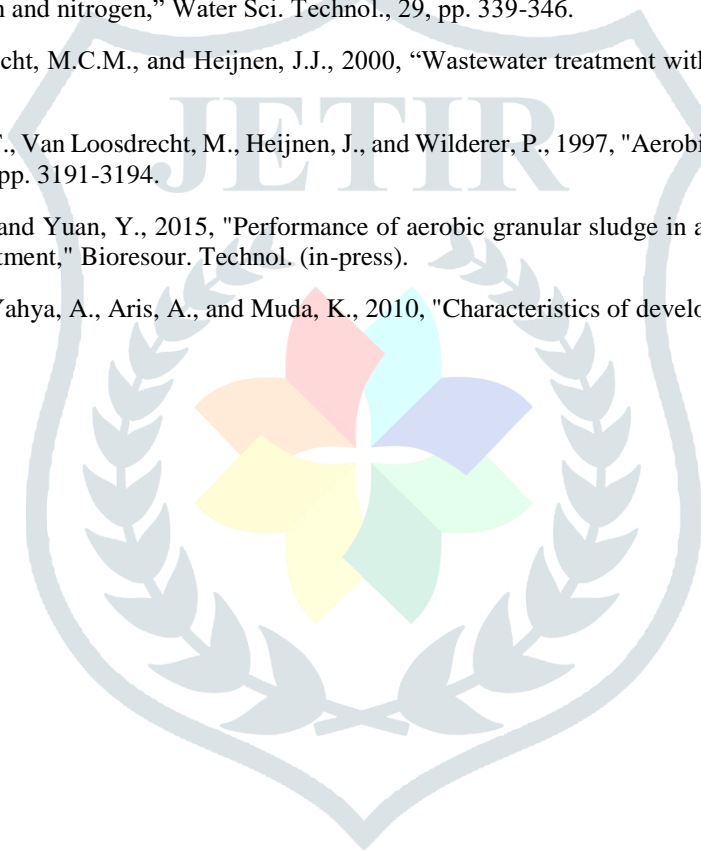 n and nitrogen,” Water Sci. Technol., 29, pp. 339-346.
cht, M.C.M., and Heijnen, J.J., 2000, “Wastewater treatment with
JETIR
., Van Loosdrecht, M., Heijnen, J., and Wilderer, P., 1997, "Aerobi
pp. 3191-3194.
and Yuan, Y., 2015, "Performance of aerobic granular sludge in a
tment," Bioresour. Technol. (in-press).
Yahya, A., Aris, A., and Muda, K., 2010, "Characteristics of develo